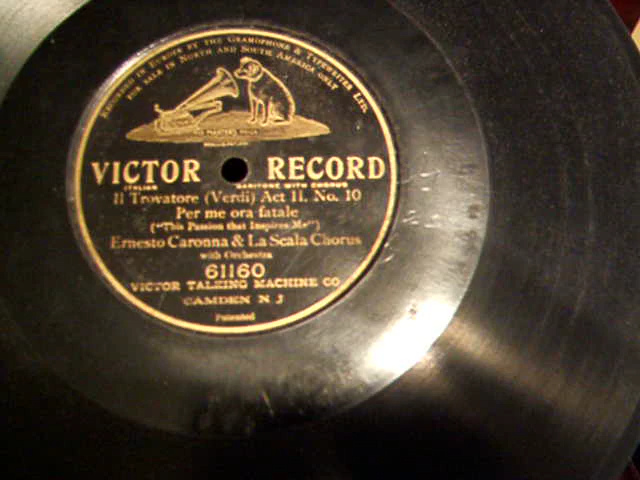 RECORDED IN EUROPE BY THE GRAMOPHONE & TYPEWRITER LTD.
FOR SALE IN NORTH AND SOUTH AMERICA ONLY
HIS MASTER'S VOICE
VICTOR RECORD
ITALIAN BARITONE WITH CHORUS
Il Trovatore (Verdi) Act II, No. 10
Per me ora fatale
("This Passion that Inspires Me")
Ernesto Caronna & La Scala Chorus
with Orchestra
61160
VICTOR TALKING MACHINE CO
CAMDEN N J
Patented